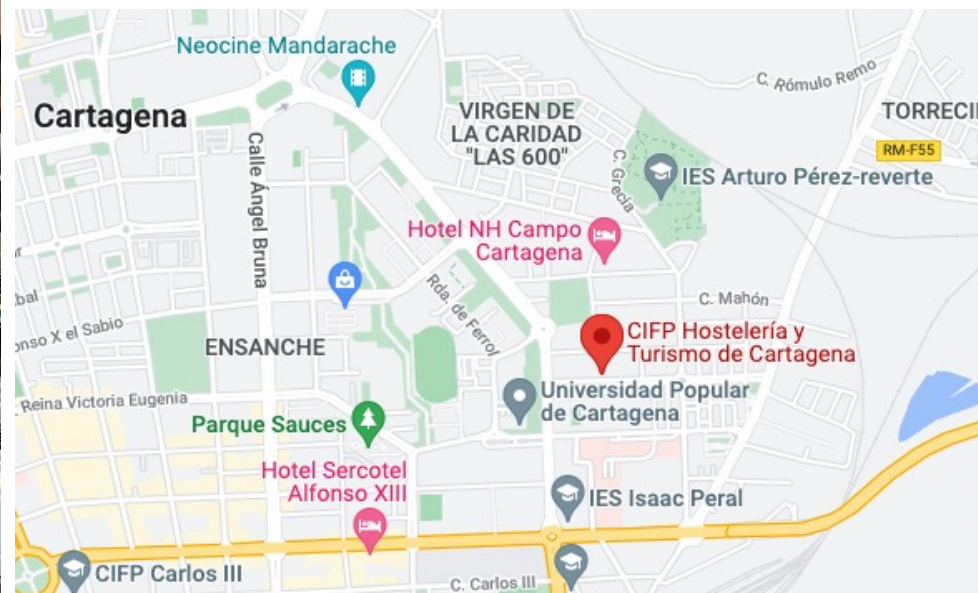 Neocine Mandarache
Cartagena
VIRGEN DE
LA CARIDAD
"LAS 600"
C. Rómulo Remo
TORRECI
RM-F55
Calle Ángel Bruna
C. Grecia
IES Arturo Pérez-reverte
Hotel NH Campo
Cartagena
Rda. de Ferrol
C. Mahón
bal
onso X el Sabio
ENSANCHE
CIFP Hostelería y
Turismo de Cartagena
Reina Victoria Eugenia
Universidad Popular
de Cartagena
Parque Sauces
Hotel Sercotel
Alfonso XIII
IES Isaac Peral
CIFP Carlos III
C. Carlos III